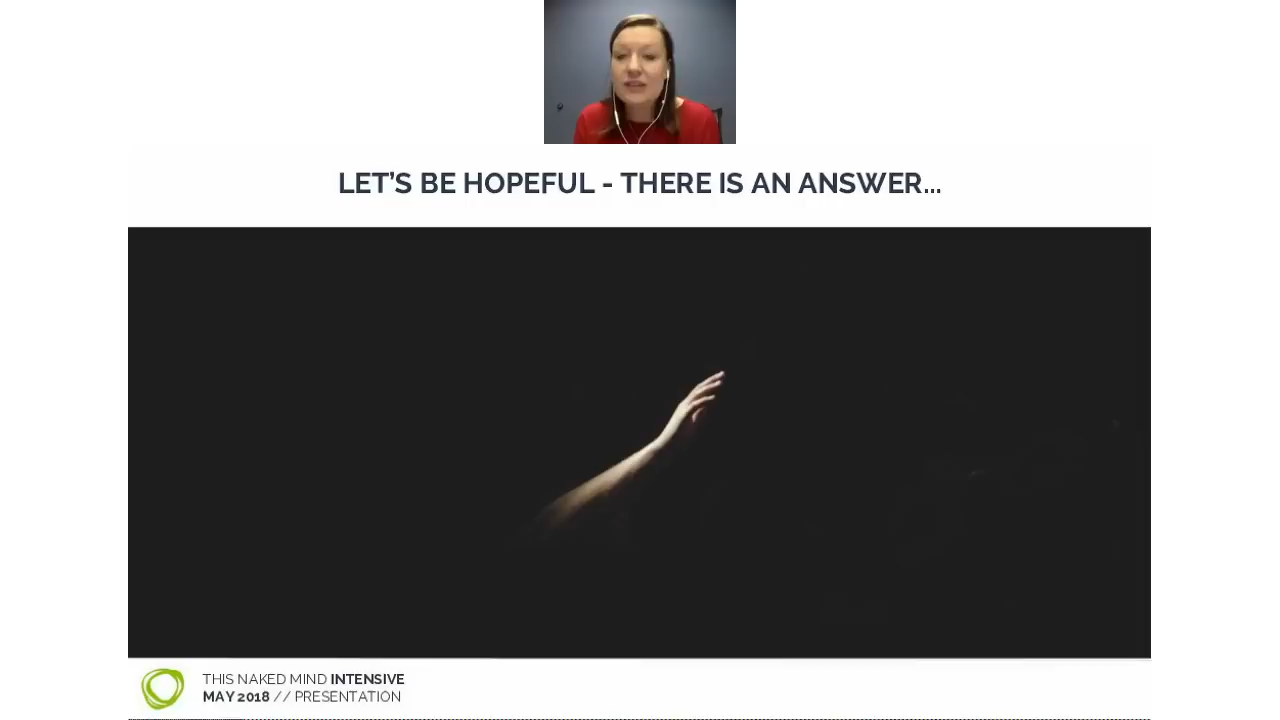 LET'S BE HOPEFUL - THERE IS AN ANSWER...
THIS NAKED MIND INTENSIVE
MAY 2018 // PRESENTATION